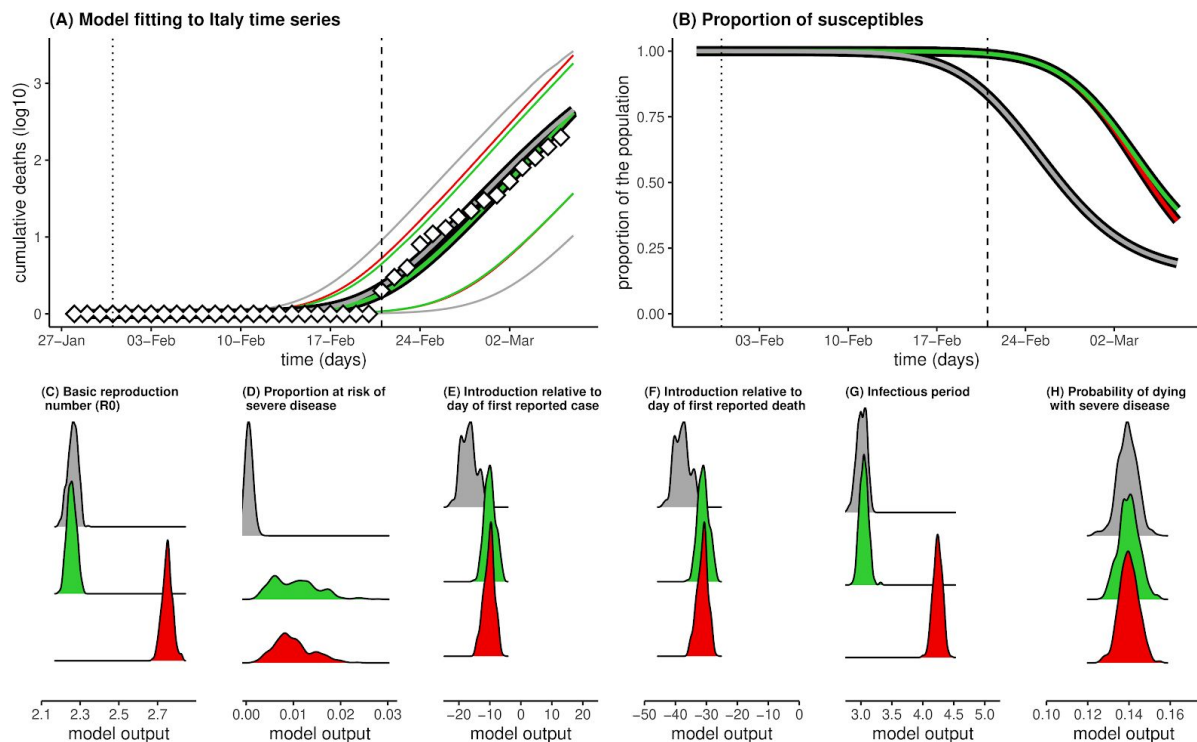 (A) Model fitting to Italy time series
cumulative deaths (log10)
3
2
1
0
27−Jan 03−Feb 10−Feb 17−Feb 24−Feb 02−Mar
time (days)
(B) Proportion of susceptibles
proportion of the population
1.00
0.75
0.50
0.25
0.00
03−Feb 10−Feb 17−Feb 24−Feb 02−Mar
time (days)
(C) Basic reproduction
number (R0)
2.1 2.3 2.5 2.7
model output
(D) Proportion at risk of
severe disease
0.00 0.01 0.02 0.03
model output
(E) Introduction relative to
day of first reported case
−20 −10 0 10 20
model output
(F) Introduction relative to
day of first reported death
−50 −40 −30 −20 −10 0
model output
(G) Infectious period
3.0 3.5 4.0 4.5 5.0
model output
(H) Probability of dying
with severe disease
0.10 0.12 0.14 0.16
model output